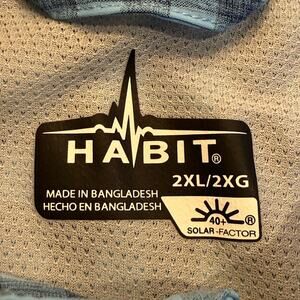 HABIT®
2XL/2XG
MADE IN BANGLADESH
HECHO EN BANGLADESH
40+ ®
SOLAR-FACTOR